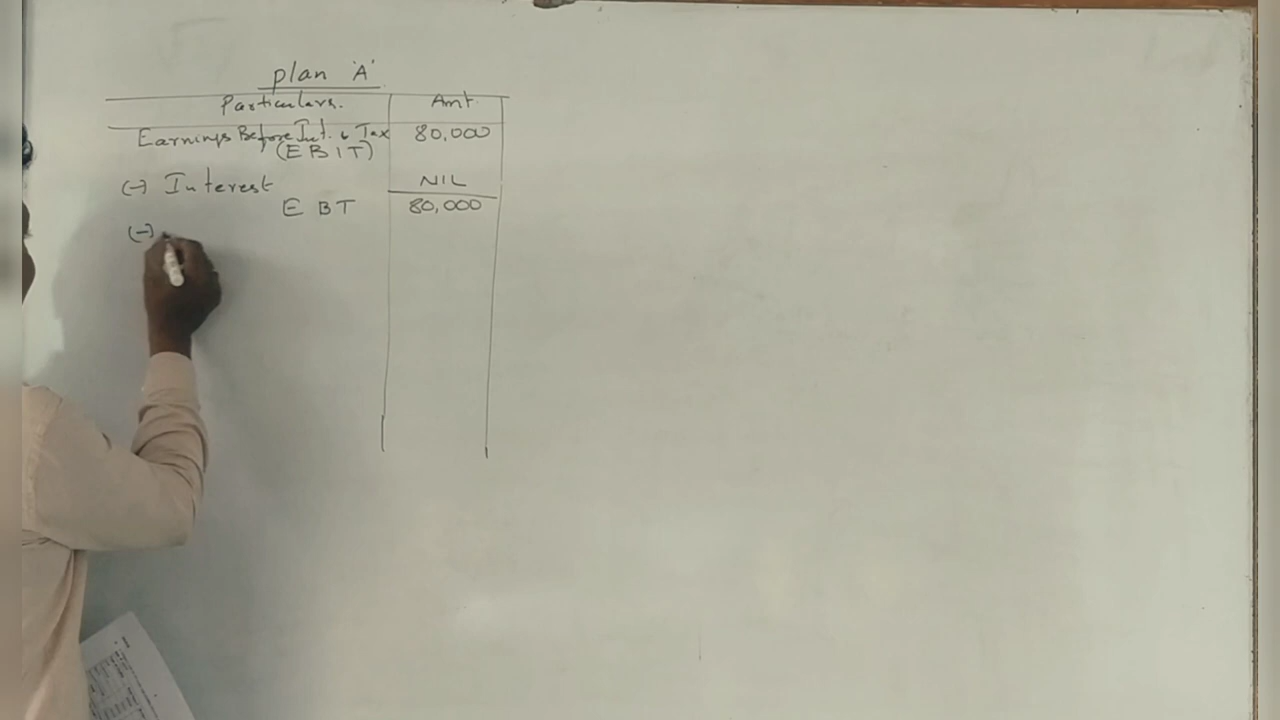 Plan 'A'
Particulars. Amt.
Earnings Before Int. & Tax 80,000
(EBIT)
(-) Interest NIL
EBT 80,000
(-)